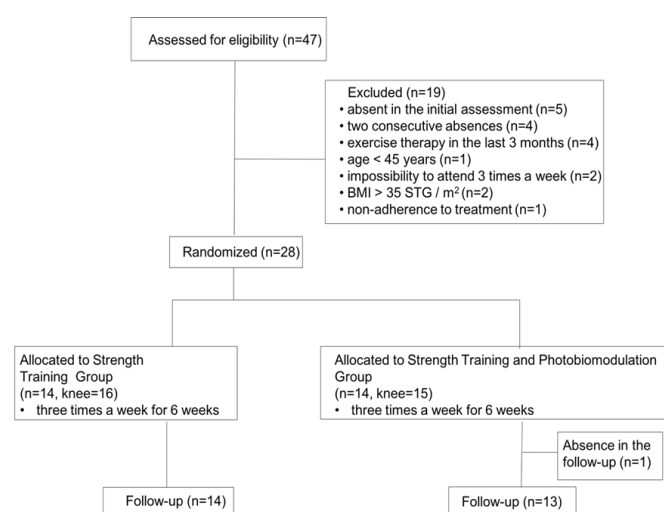 Assessed for eligibility (n=47)
Excluded (n=19)
• absent in the initial assessment (n=5)
• two consecutive absences (n=4)
• exercise therapy in the last 3 months (n=4)
• age < 45 years (n=1)
• impossibility to attend 3 times a week (n=2)
• BMI > 35 STG / m² (n=2)
• non-adherence to treatment (n=1)
Randomized (n=28)
Allocated to Strength
Training Group
(n=14, knee=16)
• three times a week for 6 weeks
Allocated to Strength Training and Photobiomodulation
Group
(n=14, knee=15)
• three times a week for 6 weeks
Absence in the
follow-up (n=1)
Follow-up (n=14)
Follow-up (n=13)